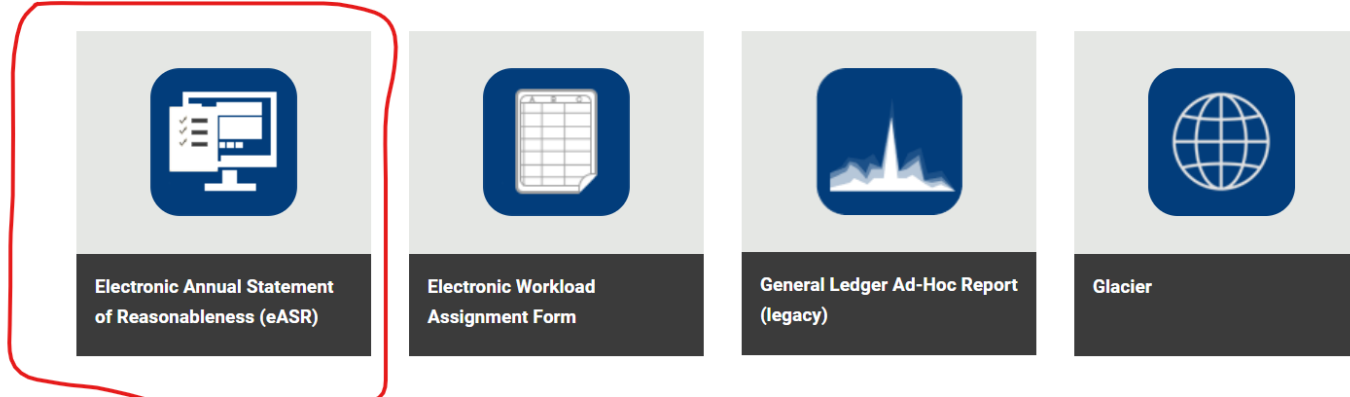 A B C
Electronic Annual Statement
of Reasonableness (eASR)
Electronic Workload
Assignment Form
General Ledger Ad-Hoc Report
(legacy)
Glacier